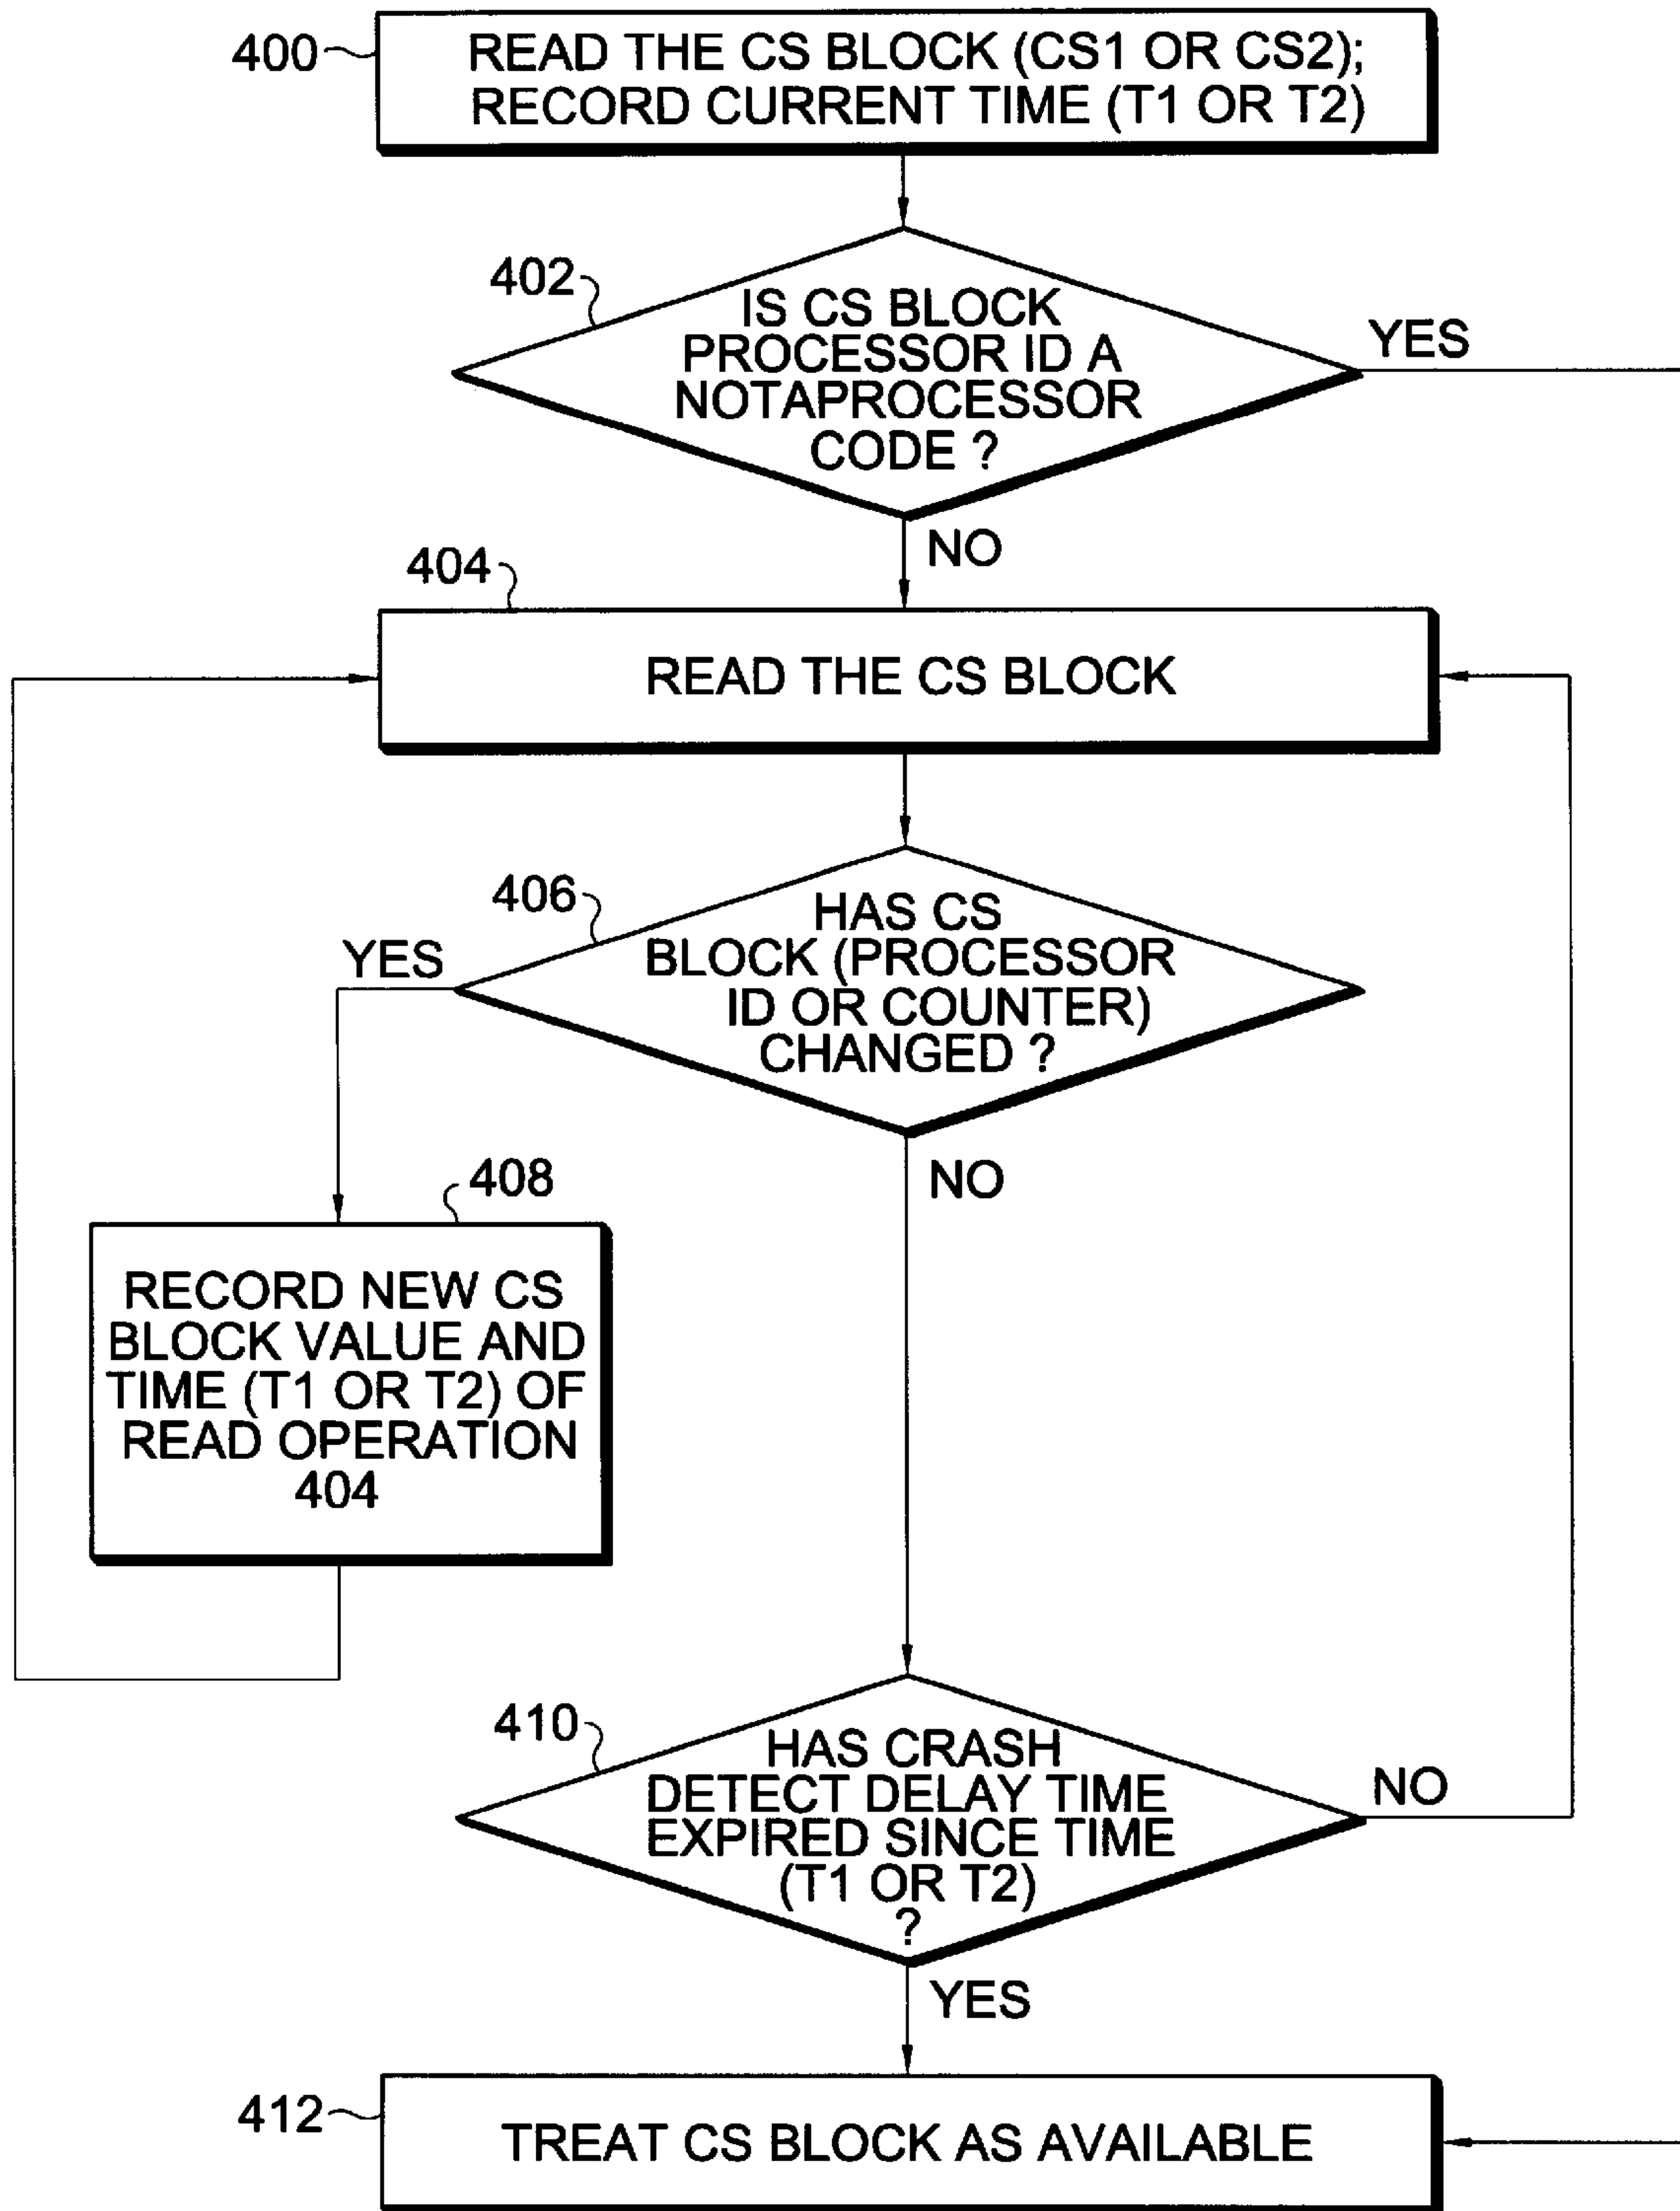 400
READ THE CS BLOCK (CS1 OR CS2);
RECORD CURRENT TIME (T1 OR T2)
402
IS CS BLOCK
PROCESSOR ID A
NOTAPROCESSOR
CODE ?
YES
NO
404
READ THE CS BLOCK
406
HAS CS
BLOCK (PROCESSOR
ID OR COUNTER)
CHANGED ?
YES
NO
408
RECORD NEW CS
BLOCK VALUE AND
TIME (T1 OR T2) OF
READ OPERATION
404
410
HAS CRASH
DETECT DELAY TIME
EXPIRED SINCE TIME
(T1 OR T2)
?
NO
YES
412
TREAT CS BLOCK AS AVAILABLE